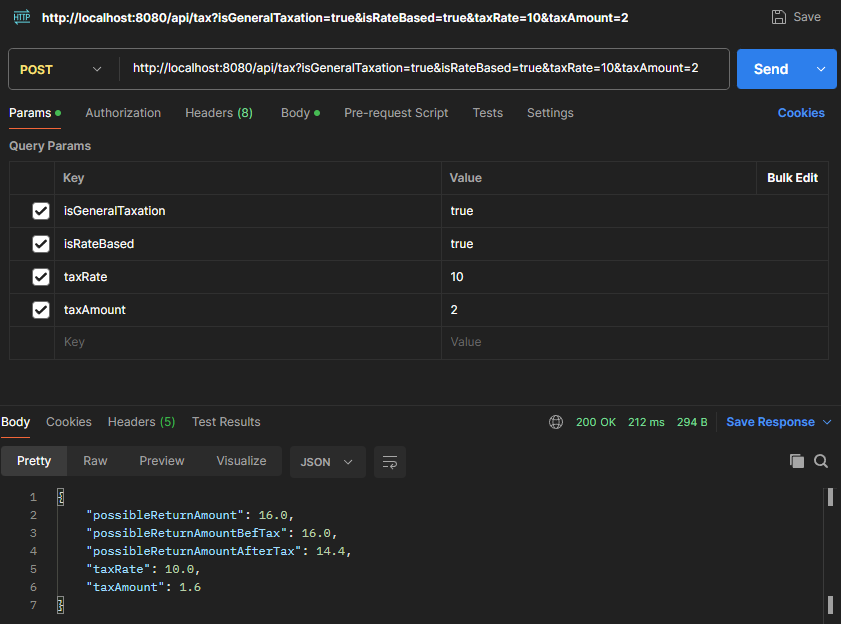 HTTP http://localhost:8080/api/tax?isGeneralTaxation=true&isRateBased=true&taxRate=10&taxAmount=2 Save
POST http://localhost:8080/api/tax?isGeneralTaxation=true&isRateBased=true&taxRate=10&taxAmount=2 Send
Params Authorization Headers (8) Body Pre-request Script Tests Settings Cookies
Query Params
Key Value Bulk Edit
isGeneralTaxation true
isRateBased true
taxRate 10
taxAmount 2
Key Value
Body Cookies Headers (5) Test Results 200 OK 212 ms 294 B Save Response
Pretty Raw Preview Visualize JSON
1 {
2 "possibleReturnAmount": 16.0,
3 "possibleReturnAmountBefTax": 16.0,
4 "possibleReturnAmountAfterTax": 14.4,
5 "taxRate": 10.0,
6 "taxAmount": 1.6
7 }